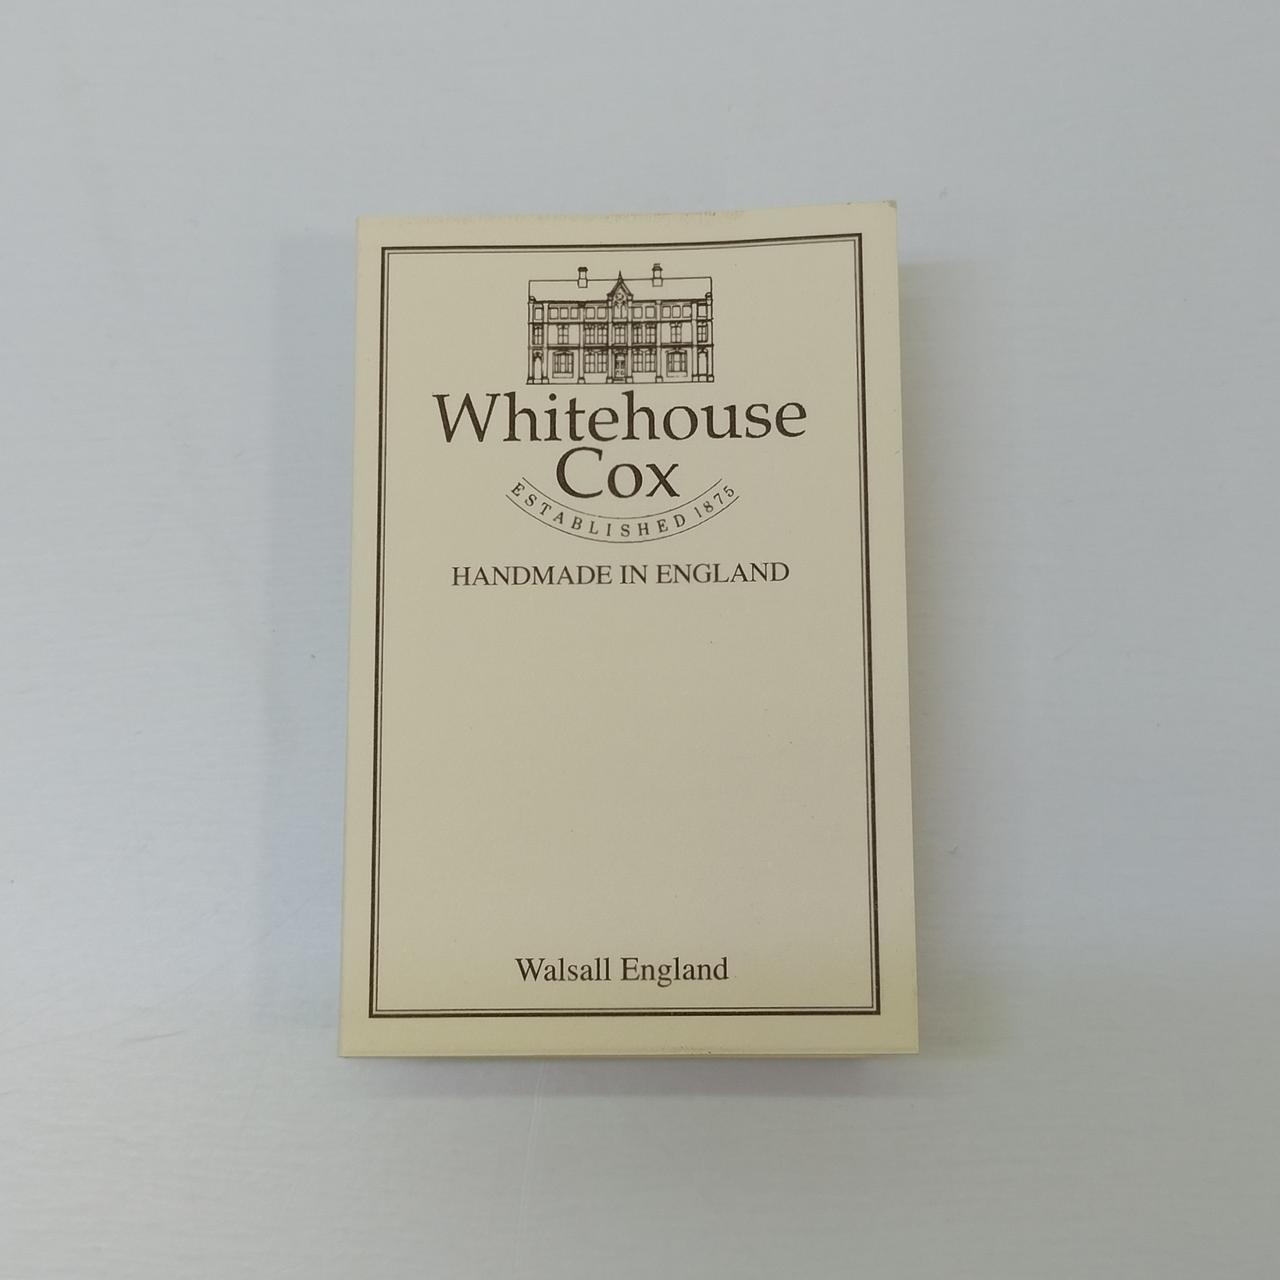 Whitehouse
Cox
ESTABLISHED 1875
HANDMADE IN ENGLAND
Walsall England